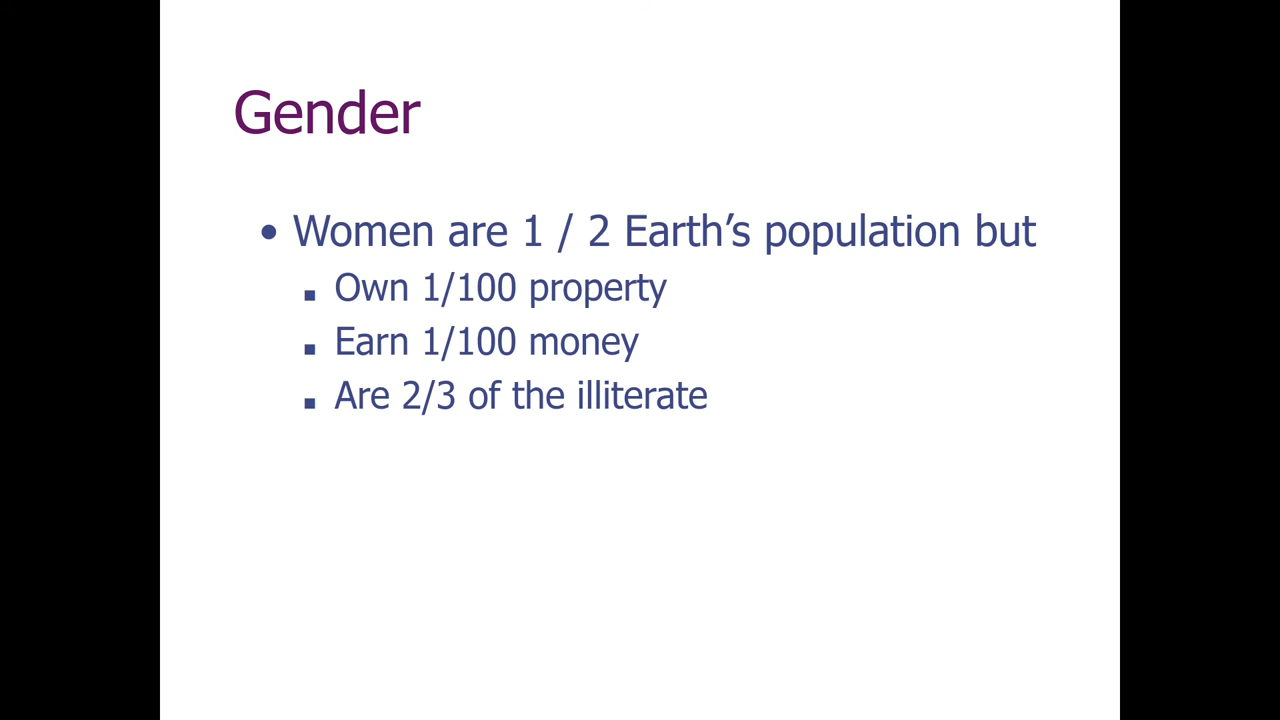 Gender
• Women are 1 / 2 Earth’s population but
▪ Own 1/100 property
▪ Earn 1/100 money
▪ Are 2/3 of the illiterate